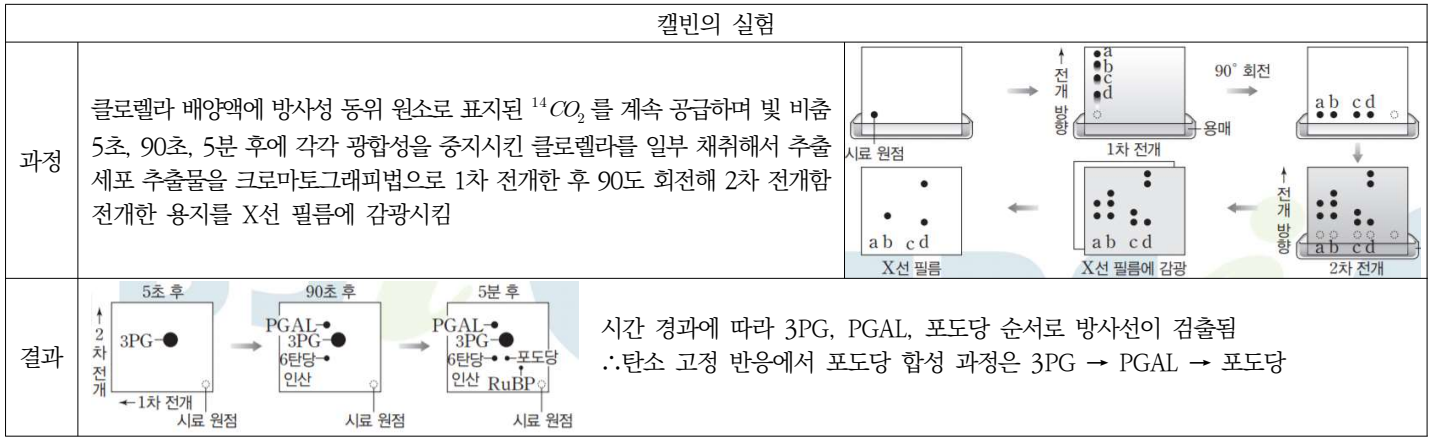 캘빈의 실험
과정
클로렐라 배양액에 방사성 동위 원소로 표지된 ¹⁴CO₂ 를 계속 공급하며 빛 비춤
5초, 90초, 5분 후에 각각 광합성을 중지시킨 클로렐라를 일부 채취해서 추출
세포 추출물을 크로마토그래피법으로 1차 전개한 후 90도 회전해 2차 전개함
전개한 용지를 X선 필름에 감광시킴
시료 원점
전개 방향
a
b
c
d
용매
1차 전개
90° 회전
a b c d
전개 방향
a b c d
2차 전개
a b c d
X선 필름에 감광
a b c d
X선 필름
결과
5초 후
2차 전개
3PG
←1차 전개
시료 원점
90초 후
PGAL
3PG
6탄당
인산
시료 원점
5분 후
PGAL
3PG
6탄당
인산
포도당
RuBP
시료 원점
시간 경과에 따라 3PG, PGAL, 포도당 순서로 방사선이 검출됨
∴탄소 고정 반응에서 포도당 합성 과정은 3PG → PGAL → 포도당